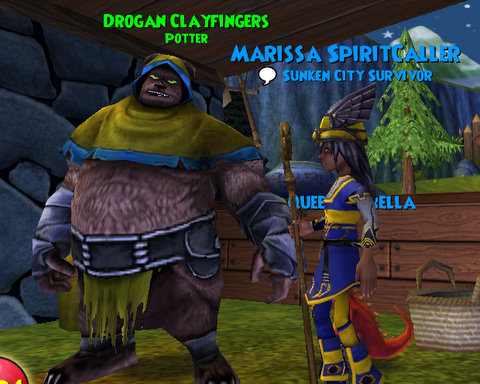 Drogan Clayfingers
Potter
Marissa SpiritCaller
Sunken City Survivor